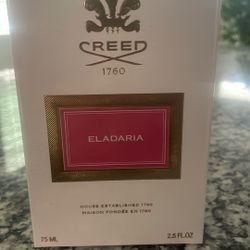 CREED
1760
ELADARIA
HOUSE ESTABLISHED 1760
MAISON FONDÉE EN 1760
75 ML
2.5 FL.OZ